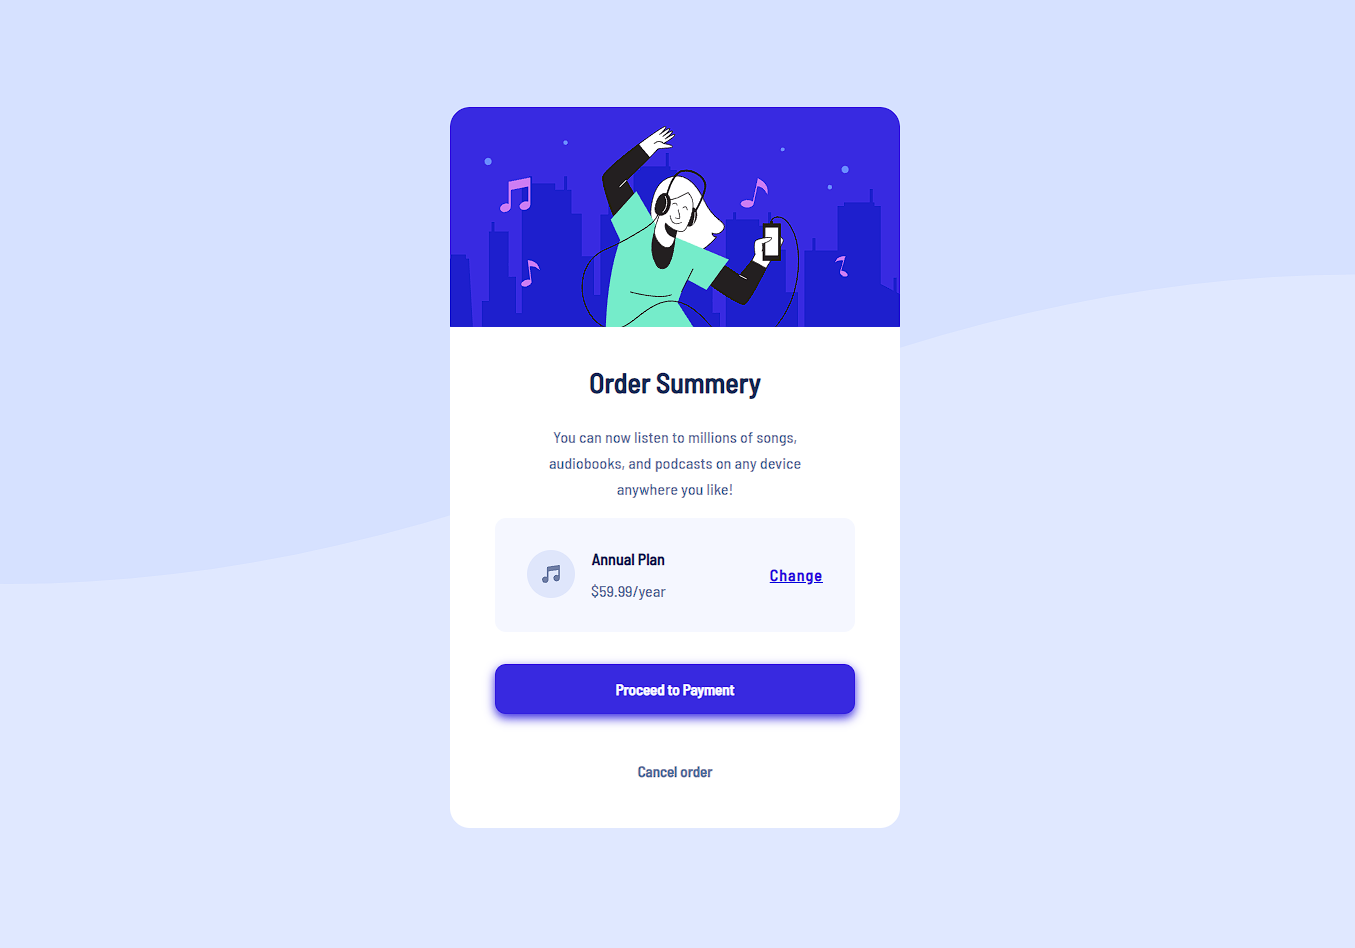 Order Summery
You can now listen to millions of songs,
audiobooks, and podcasts on any device
anywhere you like!
Annual Plan
$59.99/year
Change
Proceed to Payment
Cancel order